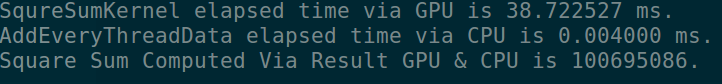 SqureSumKernel elapsed time via GPU is 38.722527 ms.
AddEveryThreadData elapsed time via CPU is 0.004000 ms.
Square Sum Computed Via Result GPU & CPU is 100695086.